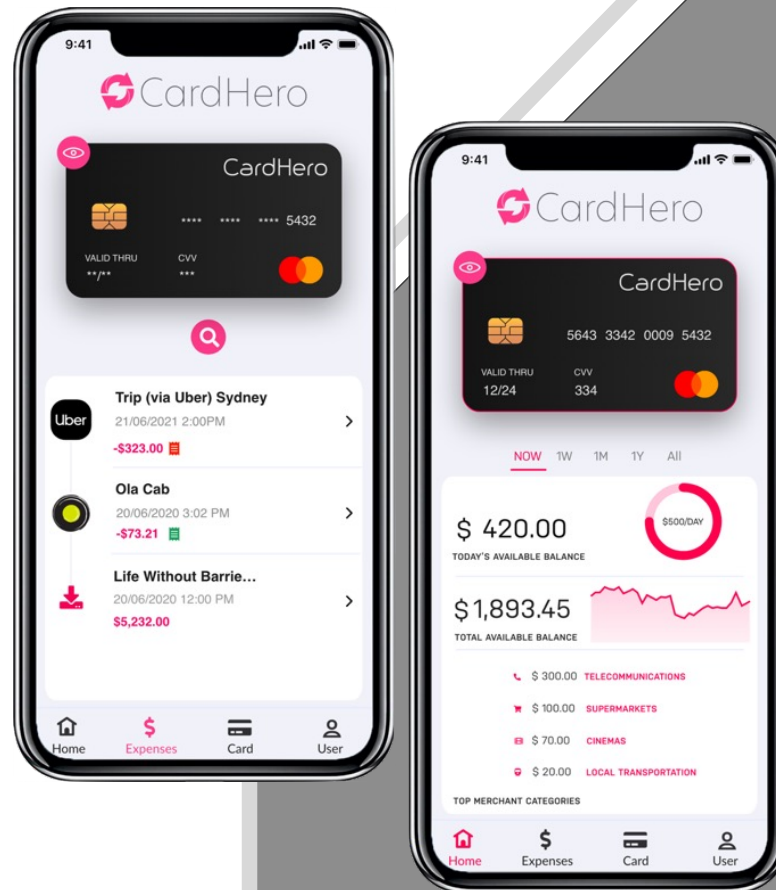 9:41
CardHero
CardHero
**** **** **** 5432
VALID THRU CVV
**/** ***
Trip (via Uber) Sydney
Uber
21/06/2021 2:00PM
-$323.00
Ola Cab
20/06/2020 3:02 PM
-$73.21
Life Without Barrie...
20/06/2020 12:00 PM
$5,232.00
Home Expenses Card User
9:41
CardHero
CardHero
5643 3342 0009 5432
VALID THRU CVV
12/24 334
NOW 1W 1M 1Y All
$ 420.00
$500/DAY
TODAY'S AVAILABLE BALANCE
$1,893.45
TOTAL AVAILABLE BALANCE
$ 300.00 TELECOMMUNICATIONS
$ 100.00 SUPERMARKETS
$ 70.00 CINEMAS
$ 20.00 LOCAL TRANSPORTATION
TOP MERCHANT CATEGORIES
Home Expenses Card User